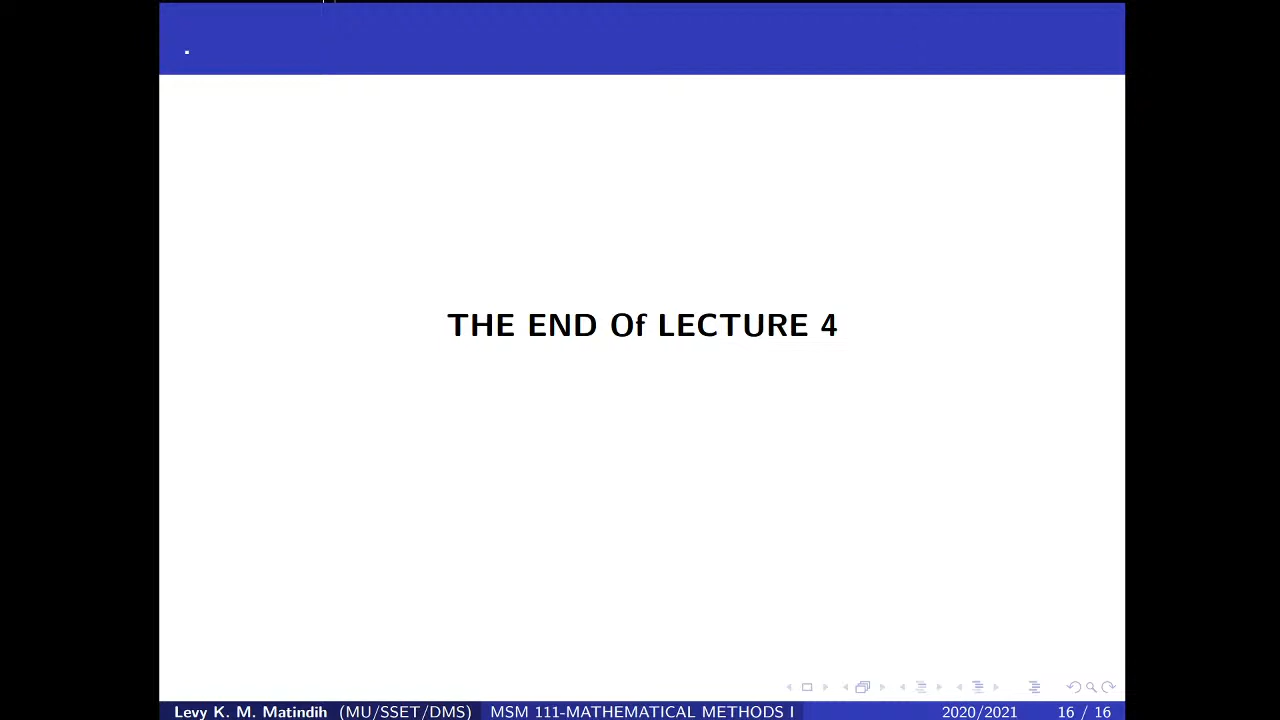 .
THE END Of LECTURE 4
Levy K. M. Matindih (MU/SSET/DMS) MSM 111-MATHEMATICAL METHODS I 2020/2021 16 / 16